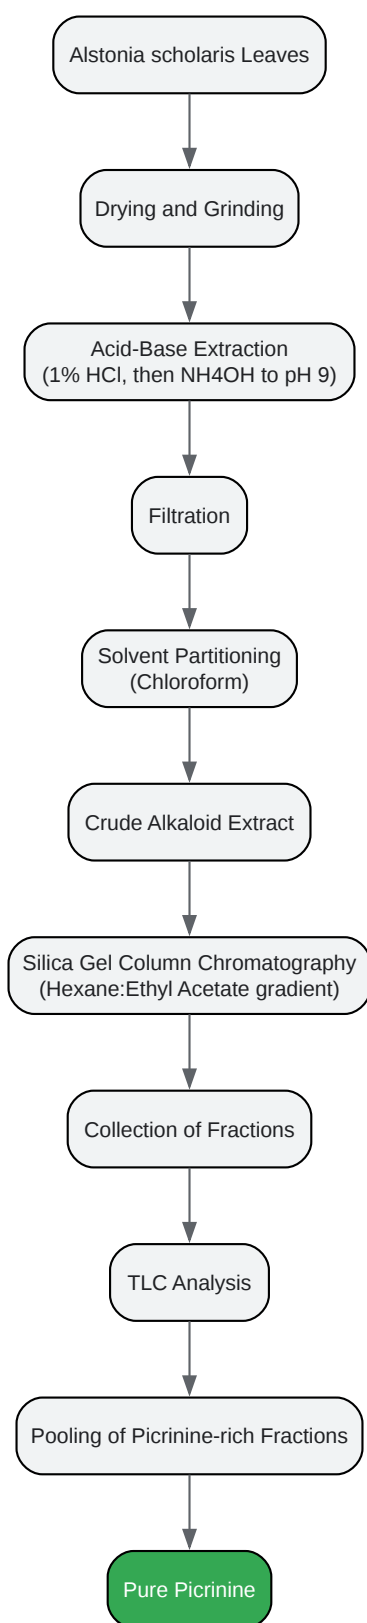 Alstonia scholaris Leaves
Drying and Grinding
Acid-Base Extraction
(1% HCl, then NH4OH to pH 9)
Filtration
Solvent Partitioning
(Chloroform)
Crude Alkaloid Extract
Silica Gel Column Chromatography
(Hexane:Ethyl Acetate gradient)
Collection of Fractions
TLC Analysis
Pooling of Picrinine-rich Fractions
Pure Picrinine